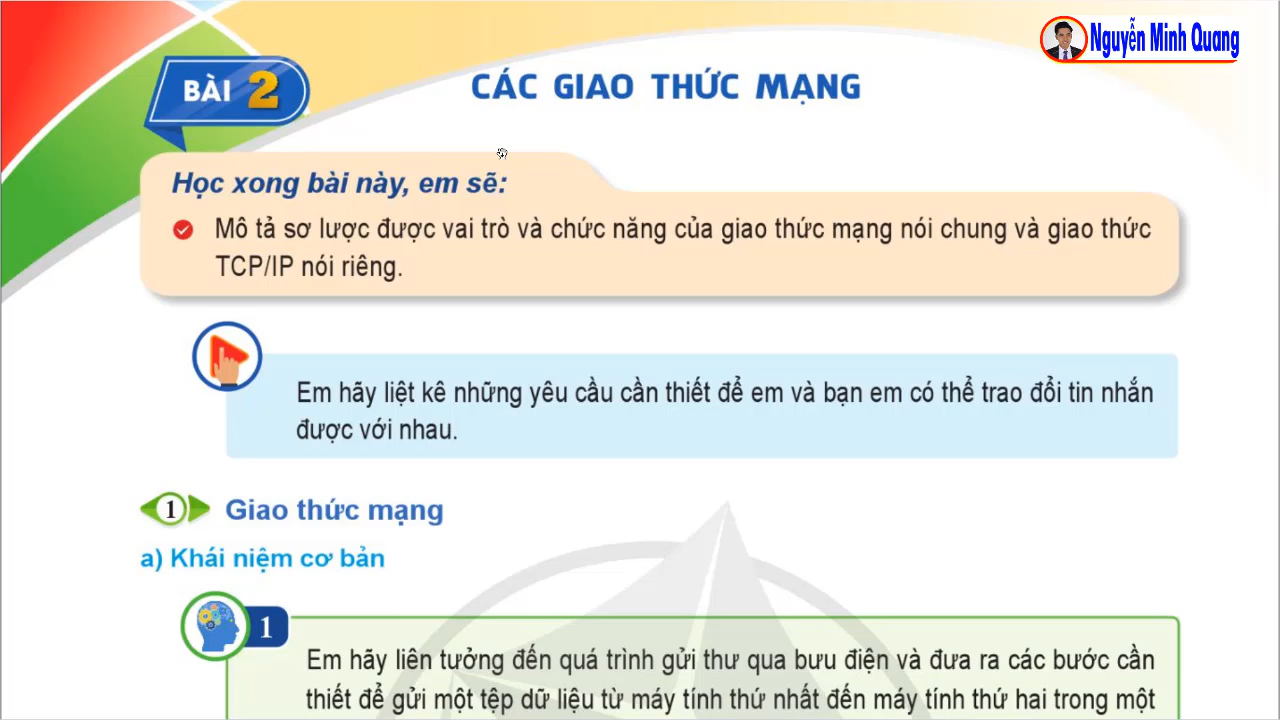 Nguyễn Minh Quang
BÀI 2
CÁC GIAO THỨC MẠNG
Học xong bài này, em sẽ:
Mô tả sơ lược được vai trò và chức năng của giao thức mạng nói chung và giao thức
TCP/IP nói riêng.
Em hãy liệt kê những yêu cầu cần thiết để em và bạn em có thể trao đổi tin nhắn
được với nhau.
1 Giao thức mạng
a) Khái niệm cơ bản
1
Em hãy liên tưởng đến quá trình gửi thư qua bưu điện và đưa ra các bước cần
thiết để gửi một tệp dữ liệu từ máy tính thứ nhất đến máy tính thứ hai trong một